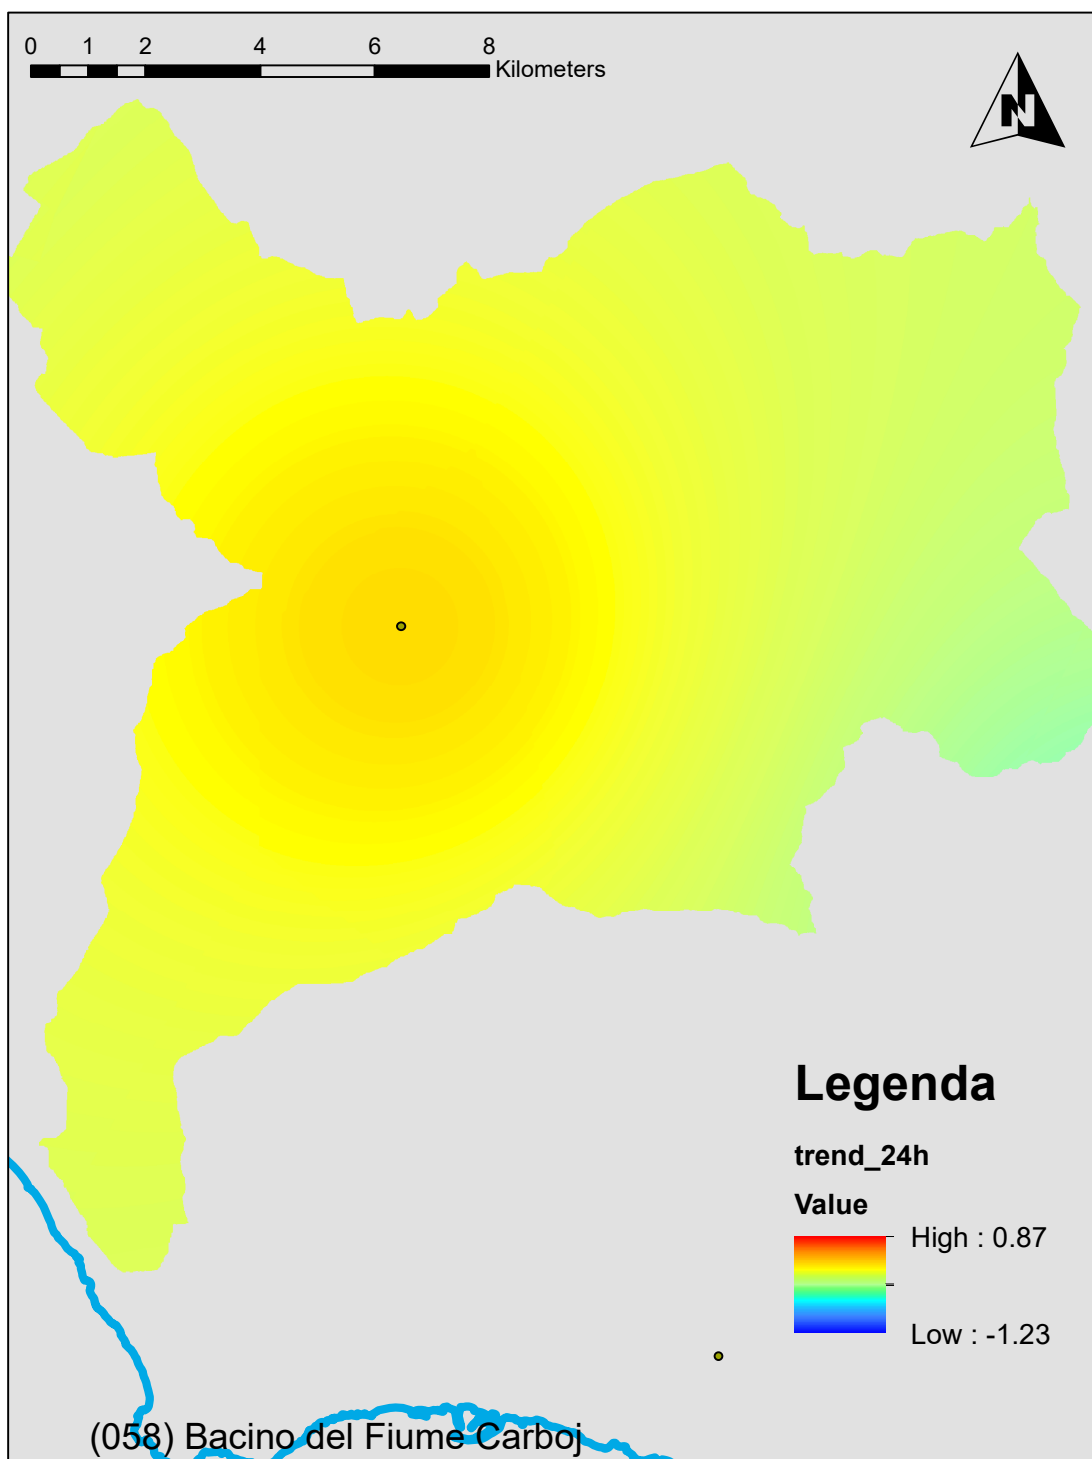 0 1 2 4 6 8
Kilometers
N
Legenda
trend_24h
Value
High : 0.87
Low : -1.23
(058) Bacino del Fiume Carboj